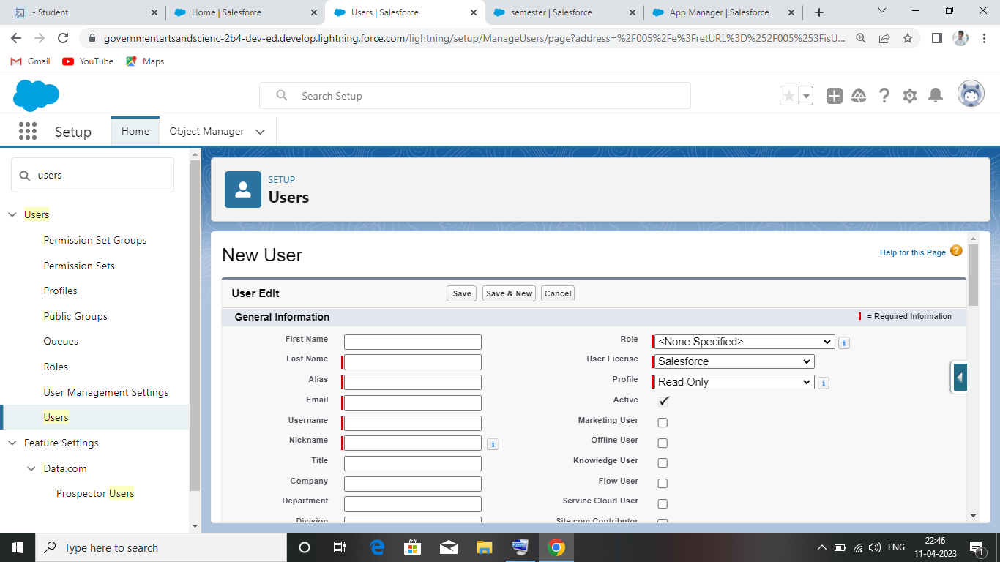 - Student
Home | Salesforce
Users | Salesforce
semester | Salesforce
App Manager | Salesforce
governmentartsandscienc-2b4-dev-ed.develop.lightning.force.com/lightning/setup/ManageUsers/page?address=%2F005%2Fe%3FretURL%3D%252F005%253FisU...
Gmail
YouTube
Maps
Search Setup
Setup
Home
Object Manager
users
Users
Permission Set Groups
Permission Sets
Profiles
Public Groups
Queues
Roles
User Management Settings
Users
Feature Settings
Data.com
Prospector Users
SETUP
Users
New User
Help for this Page
User Edit
Save
Save & New
Cancel
General Information
= Required Information
First Name
Last Name
Alias
Email
Username
Nickname
Title
Company
Department
Division
Role
<None Specified>
User License
Salesforce
Profile
Read Only
Active
Marketing User
Offline User
Knowledge User
Flow User
Service Cloud User
Site.com Contributor
Type here to search
ENG
22:46
11-04-2023
1